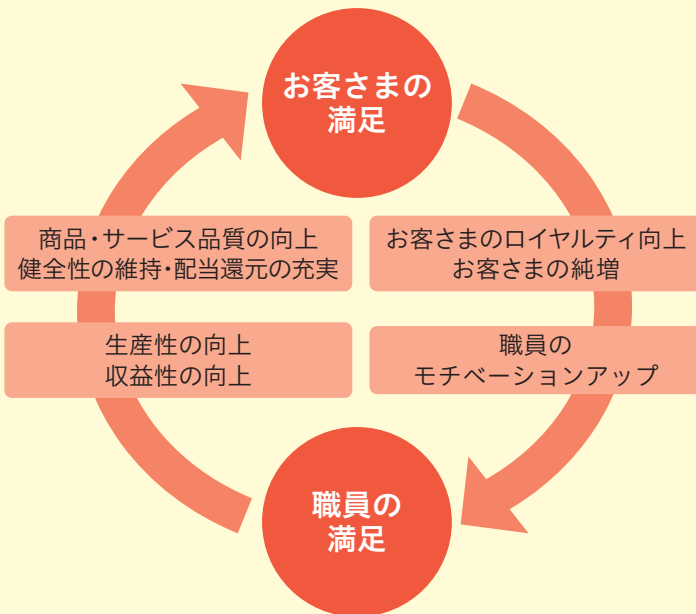 お客さまの
満足
商品・サービス品質の向上
健全性の維持・配当還元の充実
お客さまのロイヤルティ向上
お客さまの純増
生産性の向上
収益性の向上
職員の
モチベーションアップ
職員の
満足